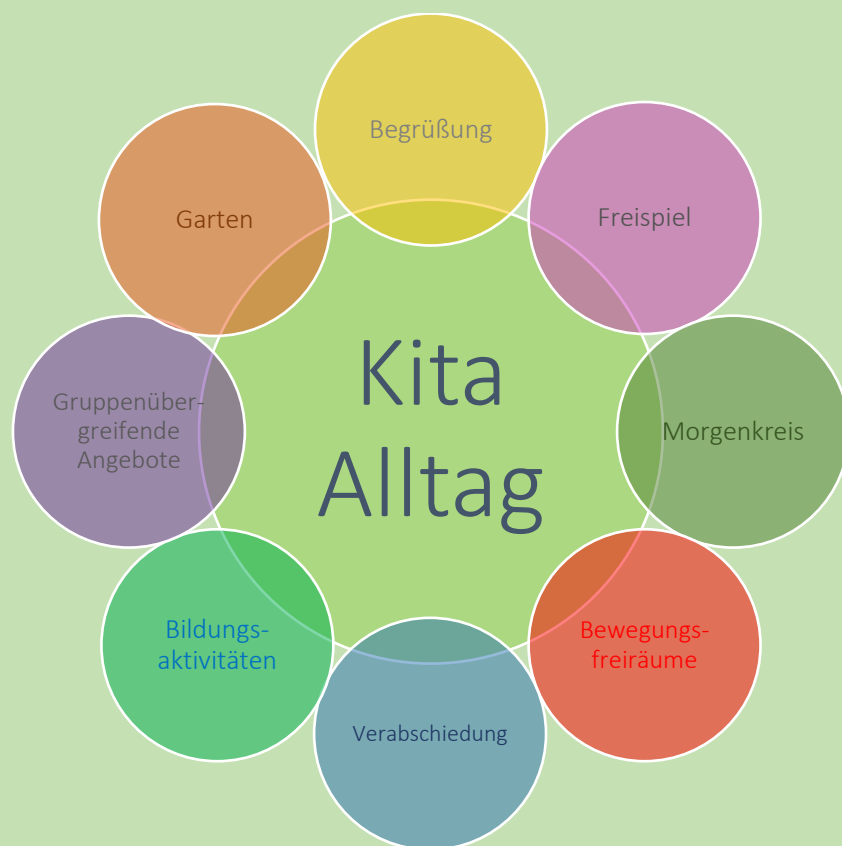 Begrüßung
Freispiel
Garten
Kita
Alltag
Gruppenüber-
greifende
Angebote
Morgenkreis
Bildungs-
aktivitäten
Bewegungs-
freiräume
Verabschiedung